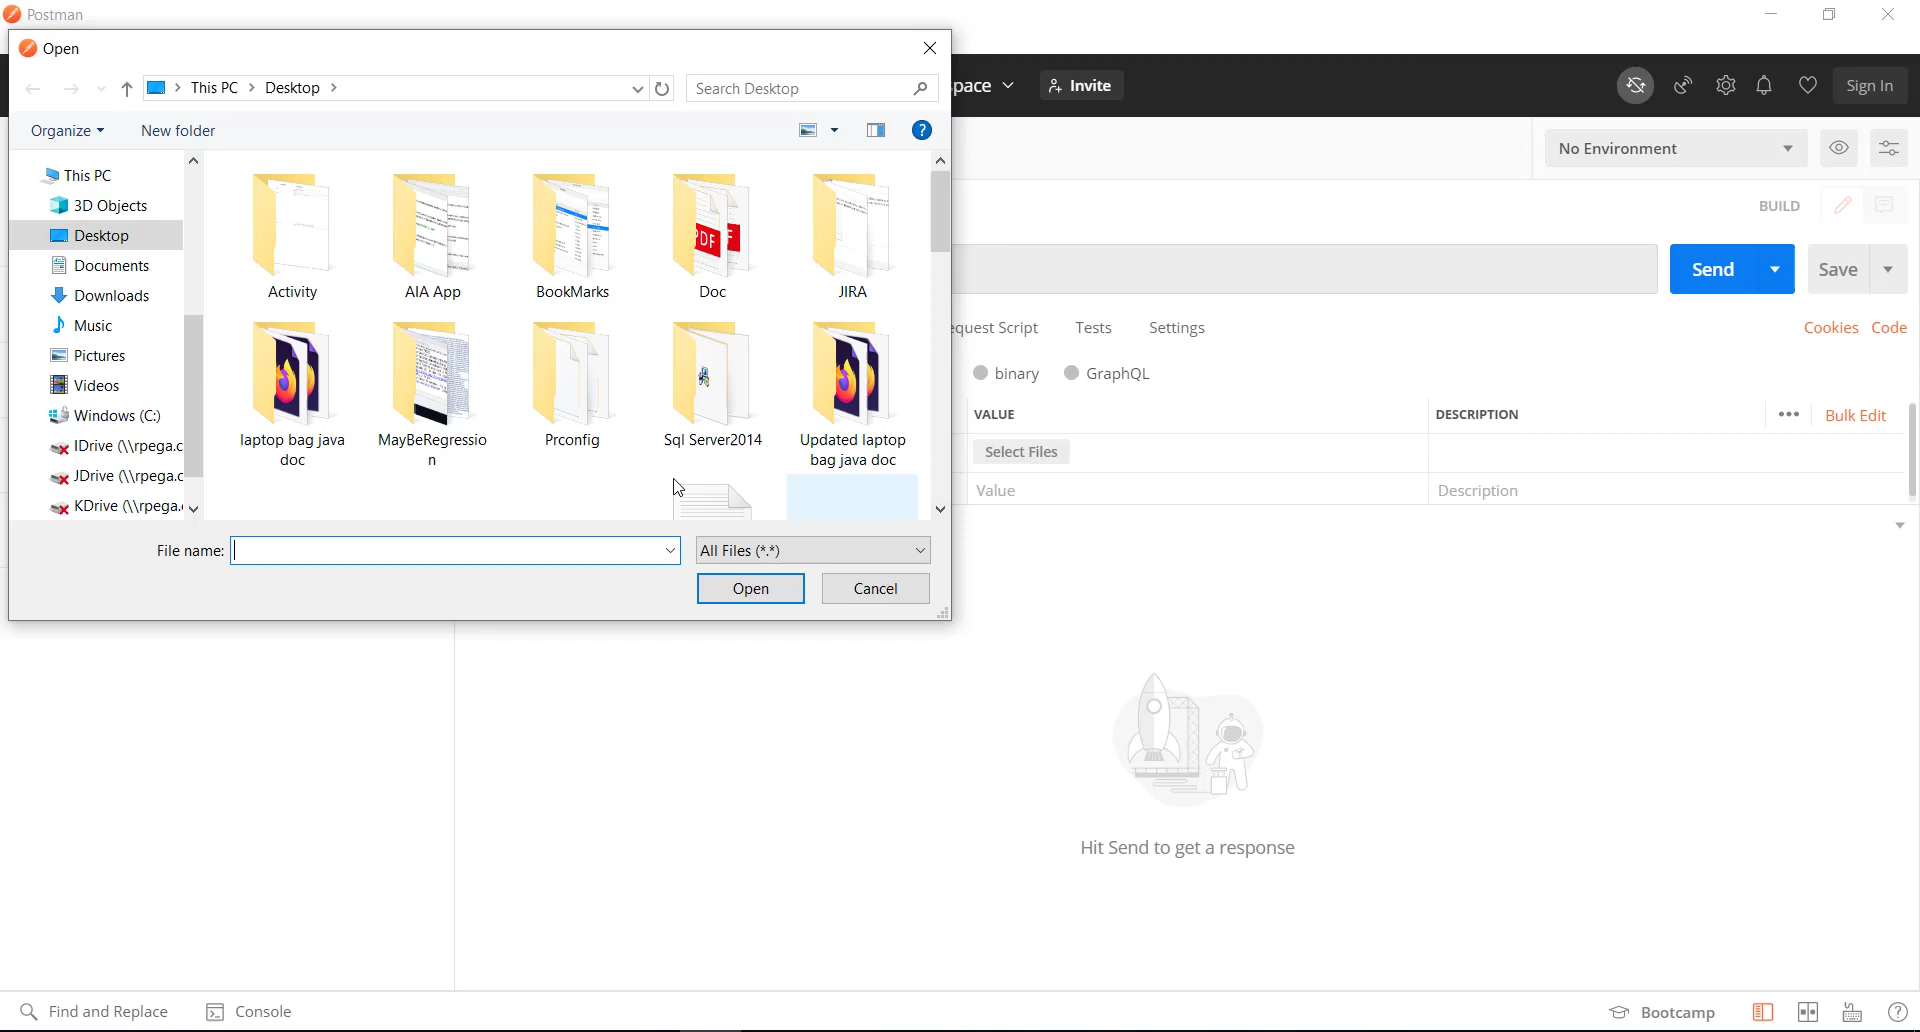 Postman
Open
This PC > Desktop >
Search Desktop
Organize
New folder
This PC
3D Objects
Desktop
Documents
Downloads
Music
Pictures
Videos
Windows (C:)
IDrive (\\rpega.c
JDrive (\\rpega.c
KDrive (\\rpega.
Activity
AIA App
BookMarks
Doc
JIRA
laptop bag java
doc
MayBeRegressio
n
Prconfig
Sql Server2014
Updated laptop
bag java doc
File name:
All Files (*.*)
Open
Cancel
pace
Invite
Sign In
No Environment
BUILD
Send
Save
equest Script
Tests
Settings
Cookies
Code
binary
GraphQL
VALUE
DESCRIPTION
Bulk Edit
Select Files
Value
Description
Hit Send to get a response
Find and Replace
Console
Bootcamp